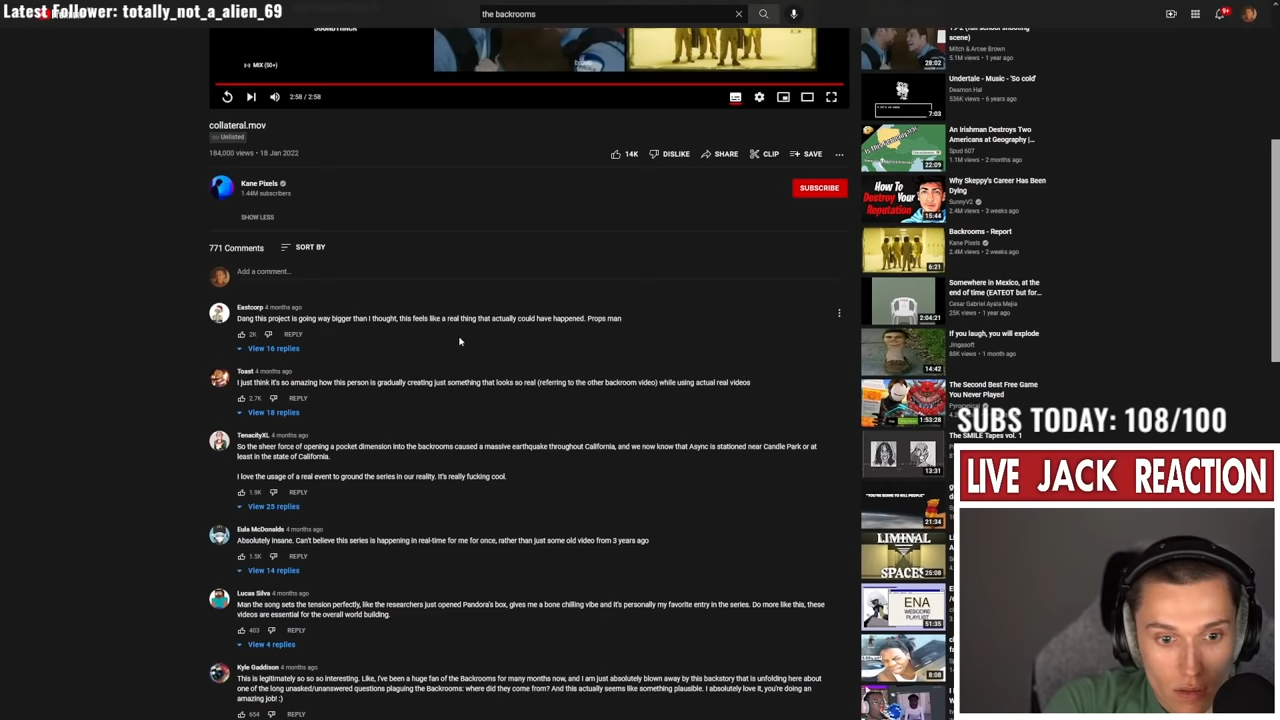 Latest Follower: totally_not_a_alien_69
the backrooms
9+
SOUNDTRACK
MIX (50+)
2:58 / 2:58
collateral.mov
Unlisted
184,000 views • 18 Jan 2022
14K
DISLIKE
SHARE
CLIP
SAVE
Kane Pixels
1.44M subscribers
SUBSCRIBE
SHOW LESS
771 Comments
SORT BY
Add a comment...
Eastcorp 4 months ago
Dang this project is going way bigger than I thought, this feels like a real thing that actually could have happened. Props man
2K
REPLY
View 16 replies
Toast 4 months ago
I just think it's so amazing how this person is gradually creating just something that looks so real (referring to the other backroom video) while using actual real videos
2.7K
REPLY
View 18 replies
TenacityXL 4 months ago
So the sheer force of opening a pocket dimension into the backrooms caused a massive earthquake throughout California, and we now know that Async is stationed near Candle Park or at
least in the state of California.
I love the usage of a real event to ground the series in our reality. It's really fucking cool.
1.9K
REPLY
View 25 replies
Eula McDonalds 4 months ago
Absolutely insane. Can't believe this series is happening in real-time for me for once, rather than just some old video from 3 years ago
1.5K
REPLY
View 14 replies
Lucas Silva 4 months ago
Man the song sets the tension perfectly, like the researchers just opened Pandora's box, gives me a bone chilling vibe and it's personally my favorite entry in the series. Do more like this, these
videos are essential for the overall world building.
403
REPLY
View 4 replies
Kyle Gaddison 4 months ago
This is legitimately so so so interesting. Like, I've been a huge fan of the Backrooms for many months now, and I am just absolutely blown away by this backstory that is unfolding here about
one of the long unasked/unanswered questions plaguing the Backrooms: where did they come from? And this actually seems like something plausible. I absolutely love it, you're doing an
amazing job! :)
654
REPLY
scene)
Mitch & Arcee Brown
5.1M views • 1 year ago
28:02
Undertale - Music - 'So cold'
Deamon Hal
536K views • 6 years ago
7:03
An Irishman Destroys Two
Americans at Geography |...
Spud 607
1.1M views • 2 months ago
22:09
How To
Destroy Your
Reputation
15:44
Why Skeppy's Career Has Been
Dying
SunnyV2
2.4M views • 3 weeks ago
Backrooms - Report
Kane Pixels
2.4M views • 2 weeks ago
6:21
Somewhere in Mexico, at the
end of time (EATEOT but for...
Cesar Gabriel Ayala Mejia
25K views • 1 year ago
2:04:21
If you laugh, you will explode
Jingasoft
88K views • 1 month ago
14:42
The Second Best Free Game
You Never Played
1:53:28
SUBS TODAY: 108/100
The SMILE Tapes vol. 1
13:31
LIVE JACK REACTION
21:34
LIMINAL
SPACES
25:08
ENA
WEBCORE
PLAYLIST
51:35
8:08